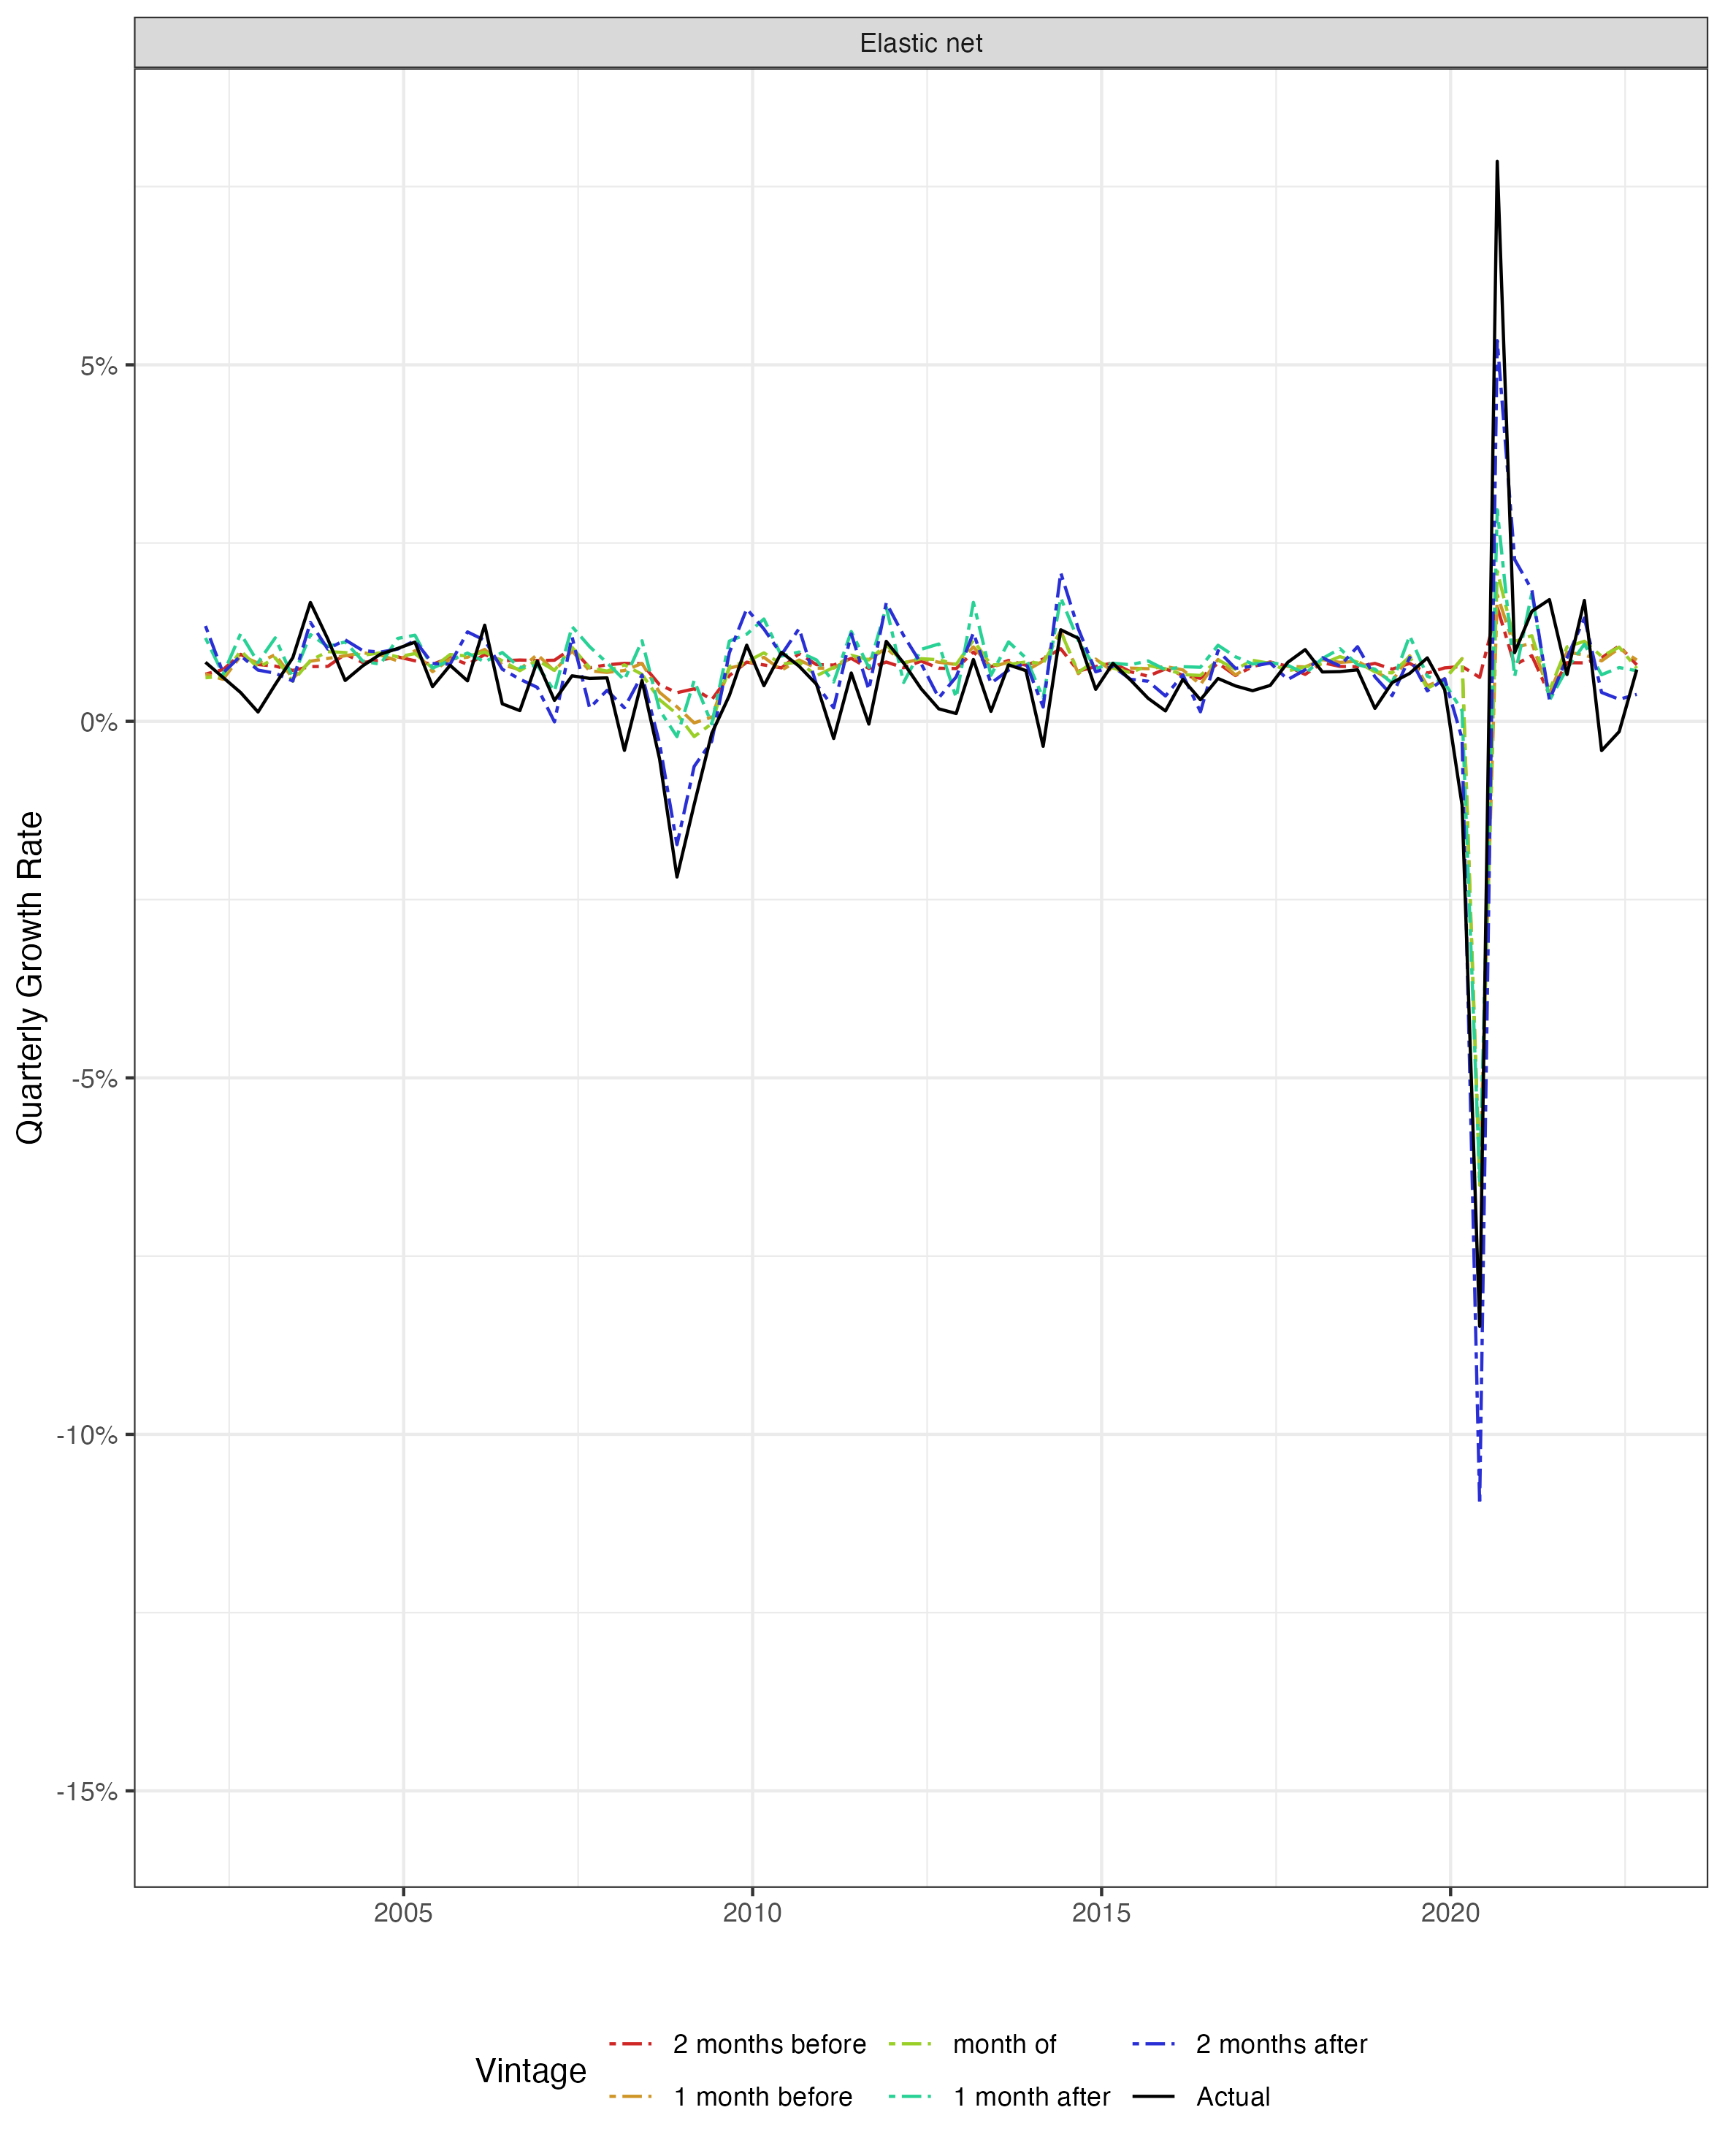 Elastic net
Quarterly Growth Rate
5%
0%
-5%
-10%
-15%
2005
2010
2015
2020
Vintage
2 months before
month of
2 months after
1 month before
1 month after
Actual